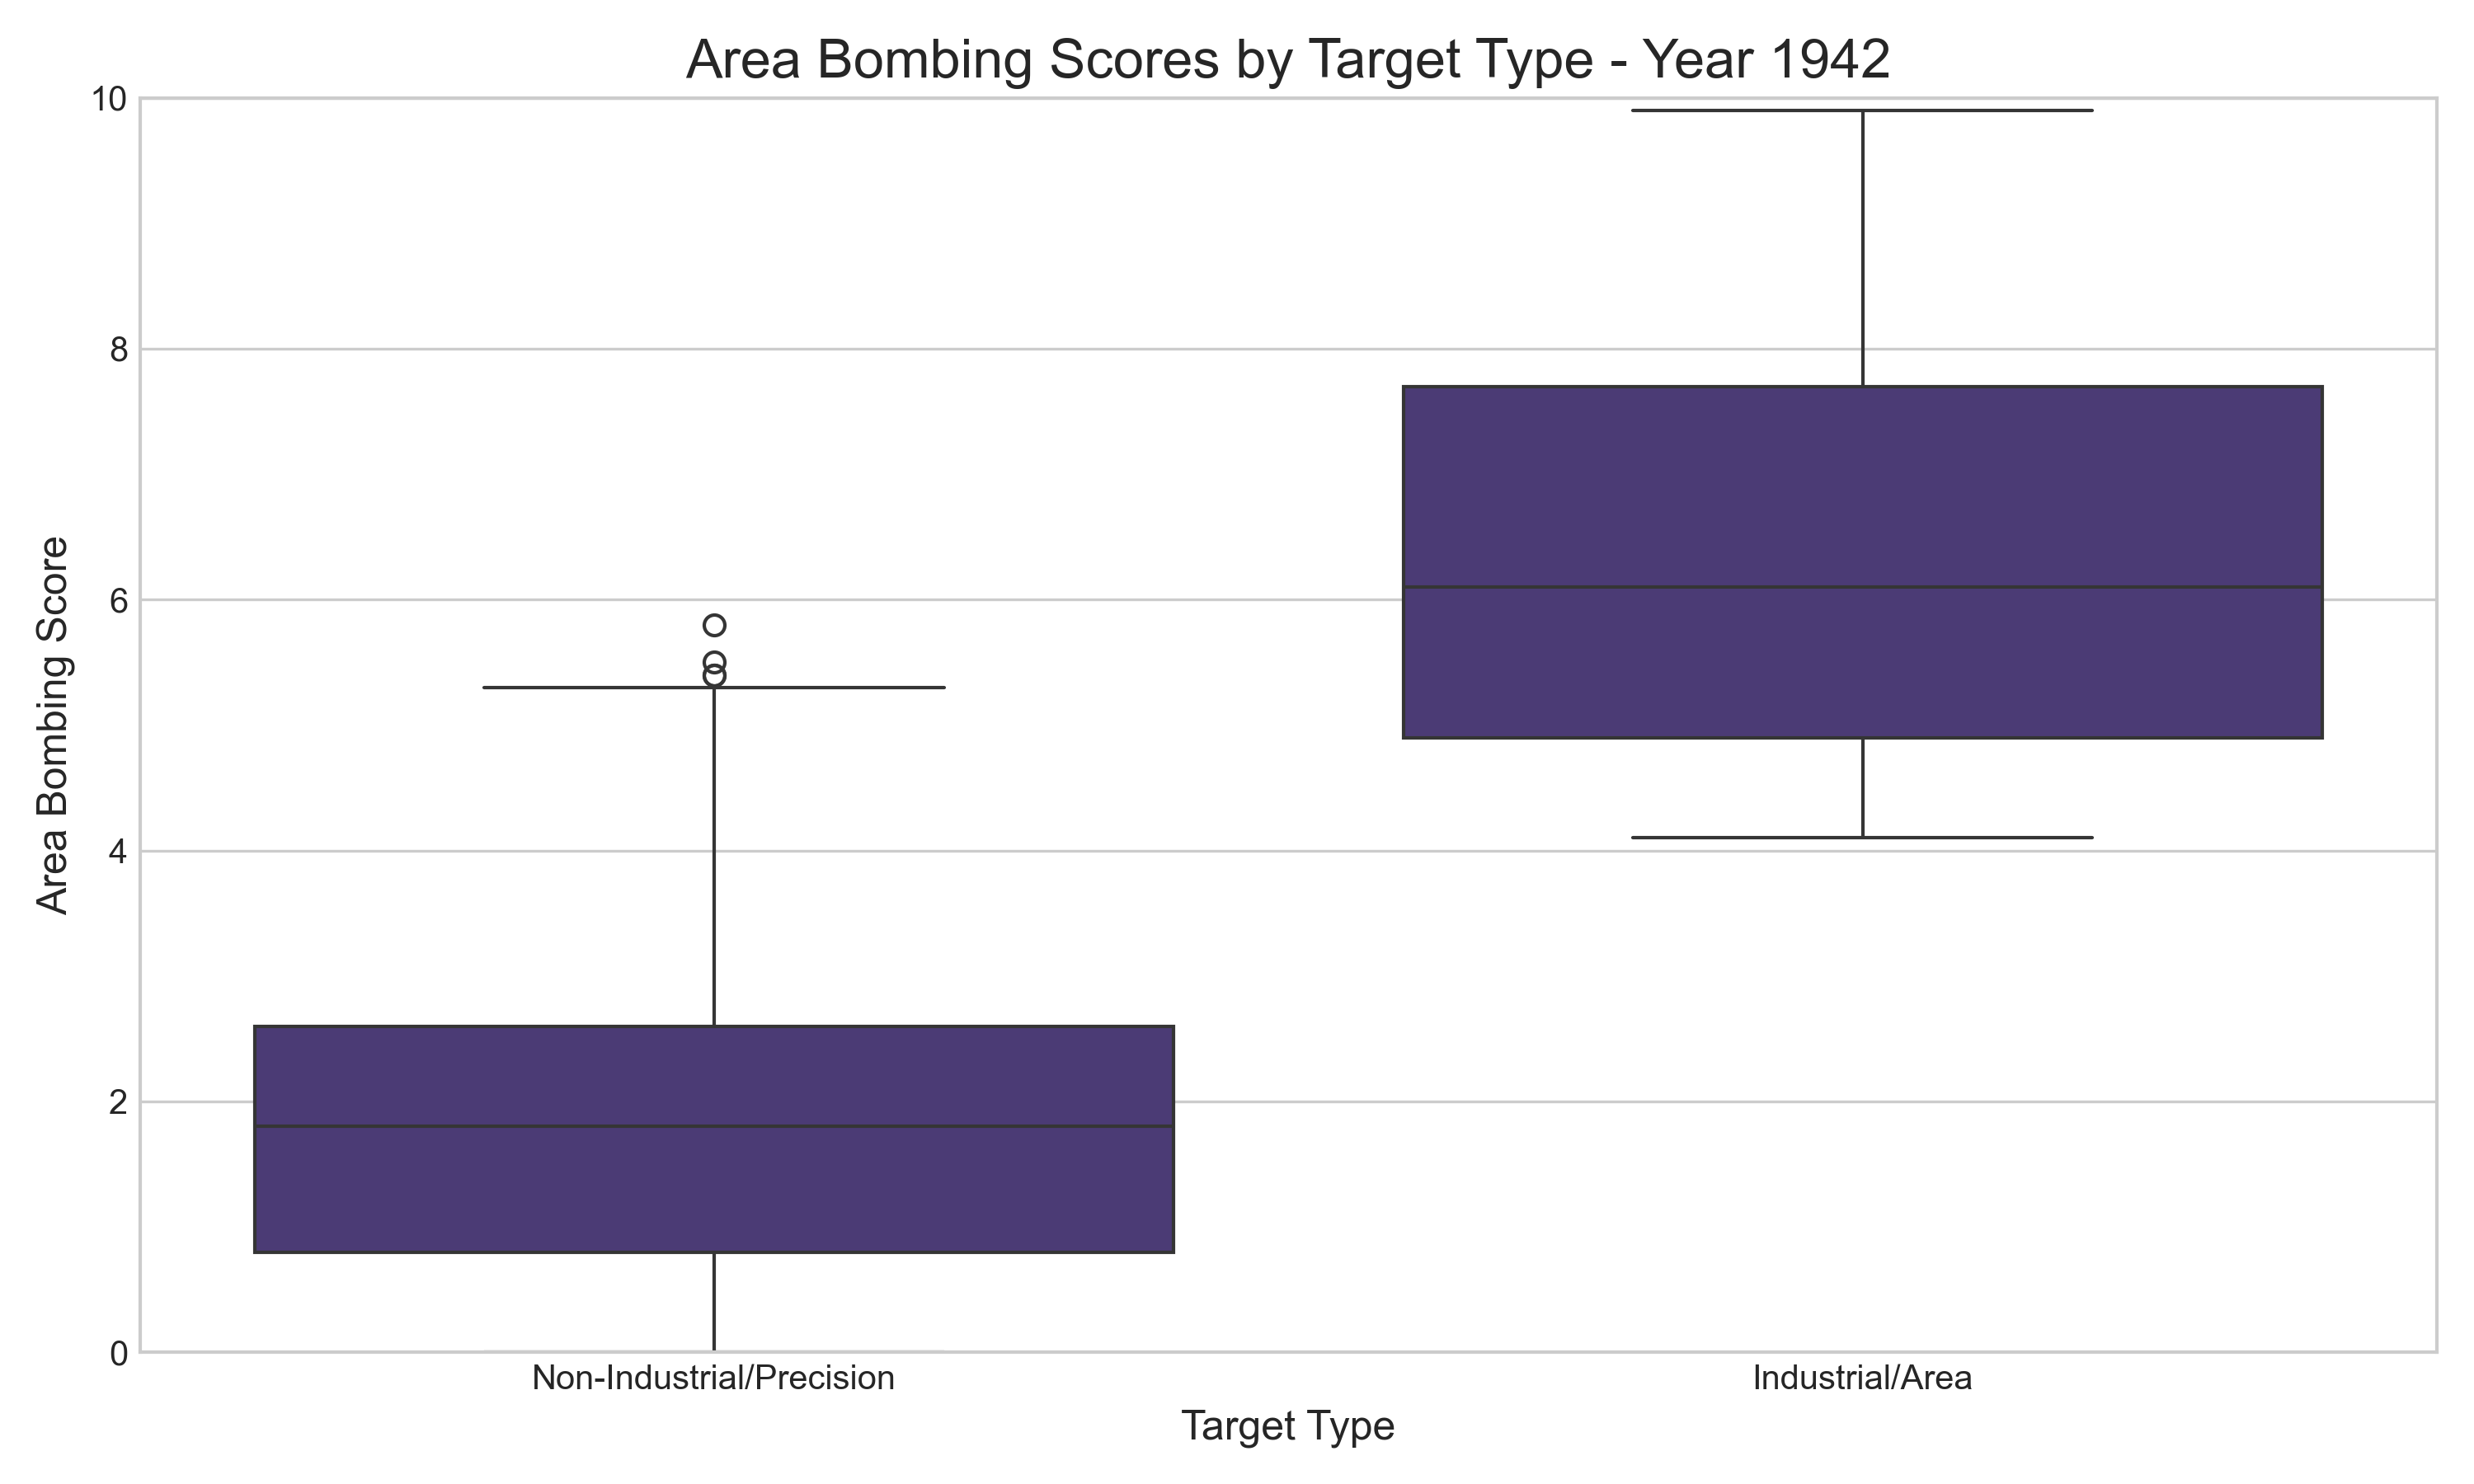 Area Bombing Scores by Target Type - Year 1942
Area Bombing Score
10
8
6
4
2
0
Non-Industrial/Precision
Industrial/Area
Target Type